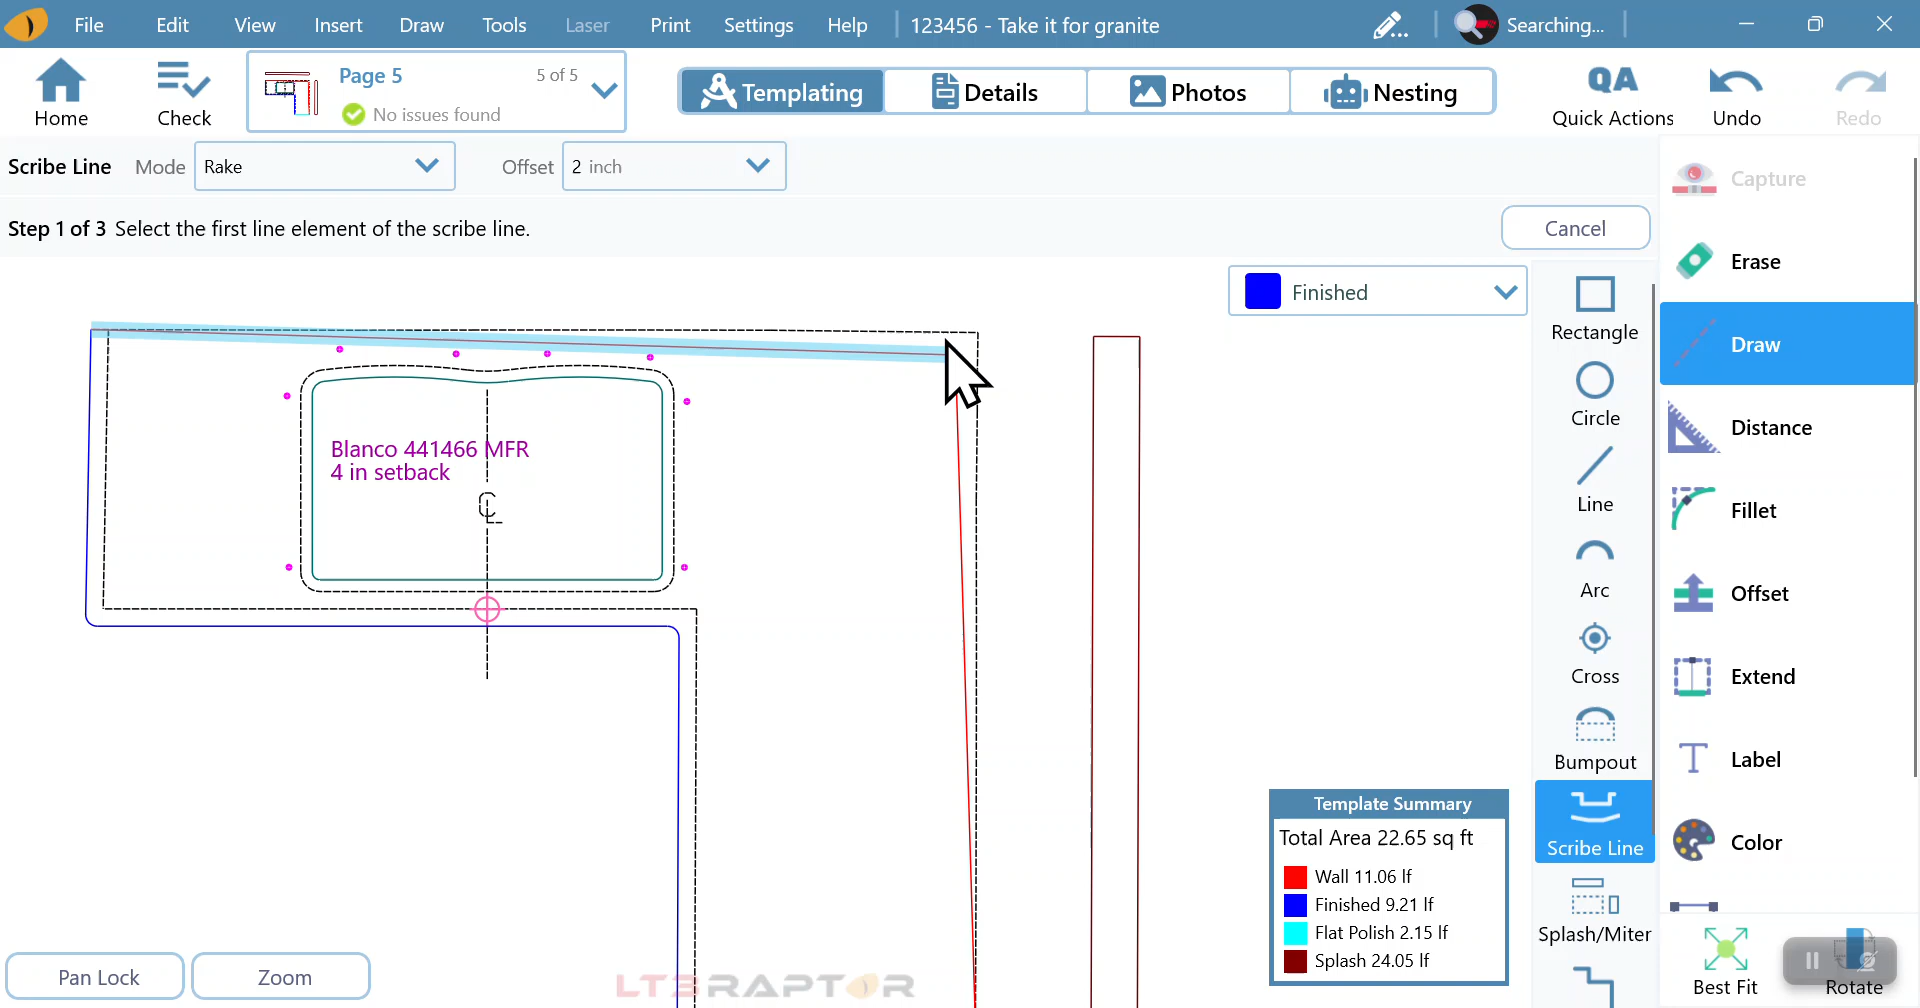 File Edit View Insert Draw Tools Laser Print Settings Help 123456 - Take it for granite Searching...
Home
Check
Page 5
5 of 5
No issues found
Templating
Details
Photos
Nesting
QA
Quick Actions
Undo
Redo
Scribe Line Mode Rake Offset 2 inch
Step 1 of 3 Select the first line element of the scribe line.
Cancel
Finished
Blanco 441466 MFR
4 in setback
Rectangle
Circle
Line
Arc
Cross
Bumpout
Scribe Line
Splash/Miter
Capture
Erase
Draw
Distance
Fillet
Offset
Extend
Label
Color
Best Fit
Rotate
Template Summary
Total Area 22.65 sq ft
Wall 11.06 lf
Finished 9.21 lf
Flat Polish 2.15 lf
Splash 24.05 lf
Pan Lock
Zoom
LT3RAPTOR